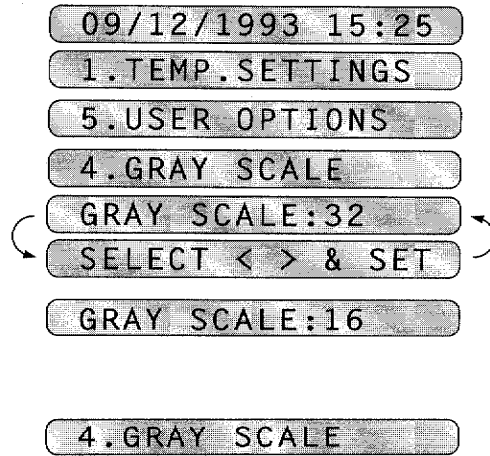 09/12/1993 15:25
1.TEMP.SETTINGS
5.USER OPTIONS
4.GRAY SCALE
GRAY SCALE:32
SELECT < > & SET
GRAY SCALE:16
4.GRAY SCALE